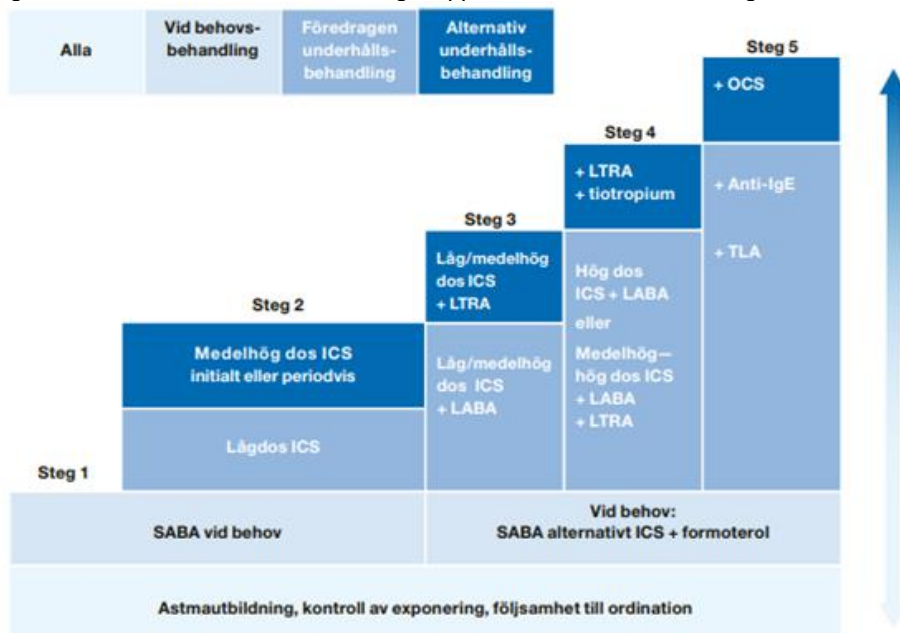 Alla
Vid behovs-
behandling
Föredragen
underhålls-
behandling
Alternativ
underhålls-
behandling
Steg 5
+ OCS
+ Anti-IgE
+ TLA
Steg 4
+ LTRA
+ tiotropium
Hög dos
ICS + LABA
eller
Medelhög—
hög dos ICS
+ LABA
+ LTRA
Steg 3
Låg/medelhög
dos ICS
+ LTRA
Låg/medelhög
dos ICS
+ LABA
Steg 2
Medelhög dos ICS
initialt eller periodvis
Lågdos ICS
Steg 1
SABA vid behov
Vid behov:
SABA alternativt ICS + formoterol
Astmautbildning, kontroll av exponering, följsamhet till ordination